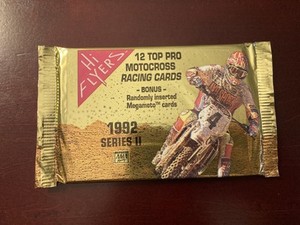 Hi
FLYERS
12 TOP PRO
MOTOCROSS
RACING CARDS
- BONUS -
Randomly inserted
Megamoto™ cards
1992
SERIES II
4